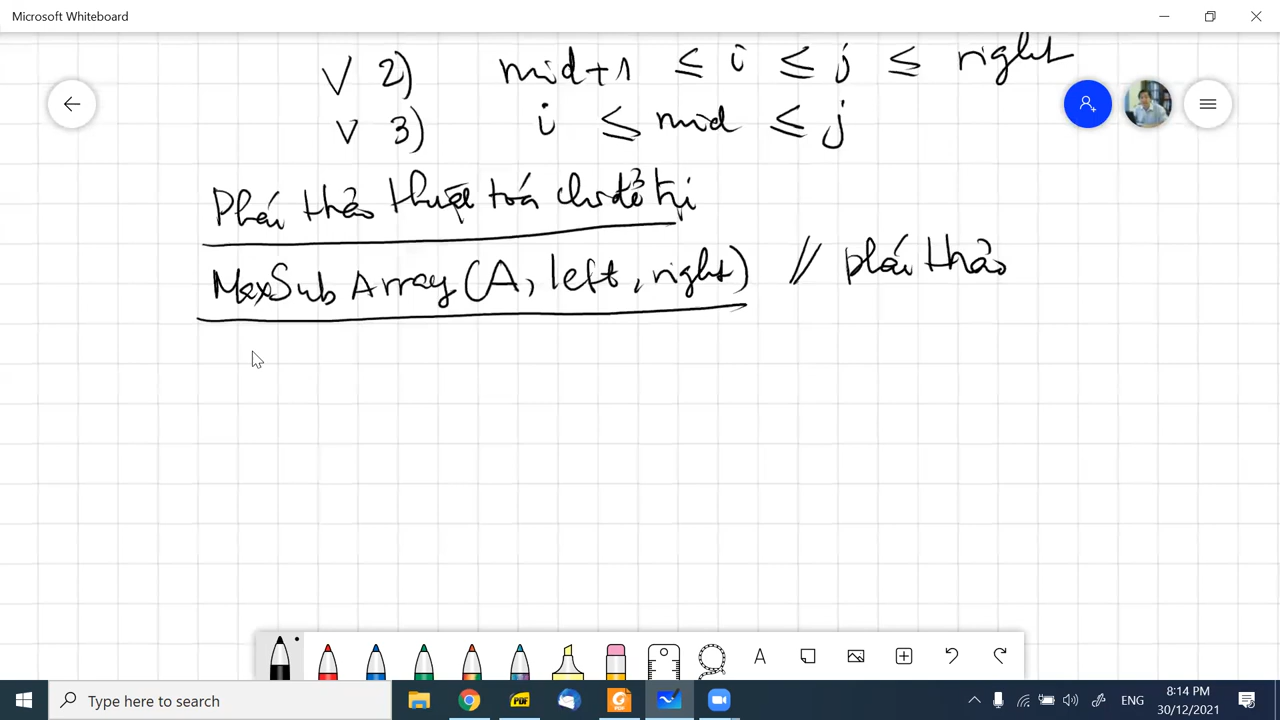 Microsoft Whiteboard
V 2) mid+1 ≤ i ≤ j ≤ right
V 3) i ≤ mid ≤ j
Phác thảo thuật toán chia để trị
MaxSubArray(A, left, right) // phác thảo
A
Type here to search
PDF
ENG
8:14 PM
30/12/2021